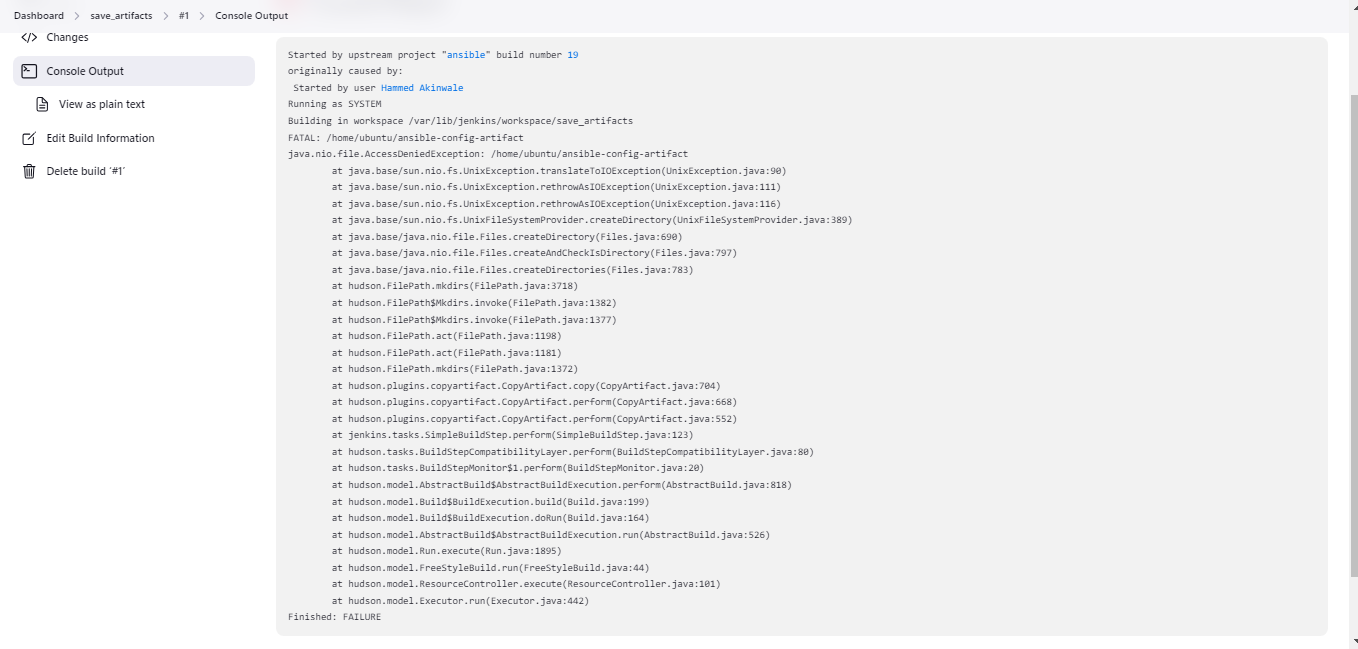 Dashboard > save_artifacts > #1 > Console Output
Changes
Console Output
View as plain text
Edit Build Information
Delete build '#1'
Started by upstream project "ansible" build number 19
originally caused by:
Started by user Hammed Akinwale
Running as SYSTEM
Building in workspace /var/lib/jenkins/workspace/save_artifacts
FATAL: /home/ubuntu/ansible-config-artifact
java.nio.file.AccessDeniedException: /home/ubuntu/ansible-config-artifact
at java.base/sun.nio.fs.UnixException.translateToIOException(UnixException.java:90)
at java.base/sun.nio.fs.UnixException.rethrowAsIOException(UnixException.java:111)
at java.base/sun.nio.fs.UnixException.rethrowAsIOException(UnixException.java:116)
at java.base/sun.nio.fs.UnixFileSystemProvider.createDirectory(UnixFileSystemProvider.java:389)
at java.base/java.nio.file.Files.createDirectory(Files.java:690)
at java.base/java.nio.file.Files.createAndCheckIsDirectory(Files.java:797)
at java.base/java.nio.file.Files.createDirectories(Files.java:783)
at hudson.FilePath.mkdirs(FilePath.java:3718)
at hudson.FilePath$Mkdirs.invoke(FilePath.java:1382)
at hudson.FilePath$Mkdirs.invoke(FilePath.java:1377)
at hudson.FilePath.act(FilePath.java:1198)
at hudson.FilePath.act(FilePath.java:1181)
at hudson.FilePath.mkdirs(FilePath.java:1372)
at hudson.plugins.copyartifact.CopyArtifact.copy(CopyArtifact.java:704)
at hudson.plugins.copyartifact.CopyArtifact.perform(CopyArtifact.java:668)
at hudson.plugins.copyartifact.CopyArtifact.perform(CopyArtifact.java:552)
at jenkins.tasks.SimpleBuildStep.perform(SimpleBuildStep.java:123)
at hudson.tasks.BuildStepCompatibilityLayer.perform(BuildStepCompatibilityLayer.java:80)
at hudson.tasks.BuildStepMonitor$1.perform(BuildStepMonitor.java:20)
at hudson.model.AbstractBuild$AbstractBuildExecution.perform(AbstractBuild.java:818)
at hudson.model.Build$BuildExecution.build(Build.java:199)
at hudson.model.Build$BuildExecution.doRun(Build.java:164)
at hudson.model.AbstractBuild$AbstractBuildExecution.run(AbstractBuild.java:526)
at hudson.model.Run.execute(Run.java:1895)
at hudson.model.FreeStyleBuild.run(FreeStyleBuild.java:44)
at hudson.model.ResourceController.execute(ResourceController.java:101)
at hudson.model.Executor.run(Executor.java:442)
Finished: FAILURE